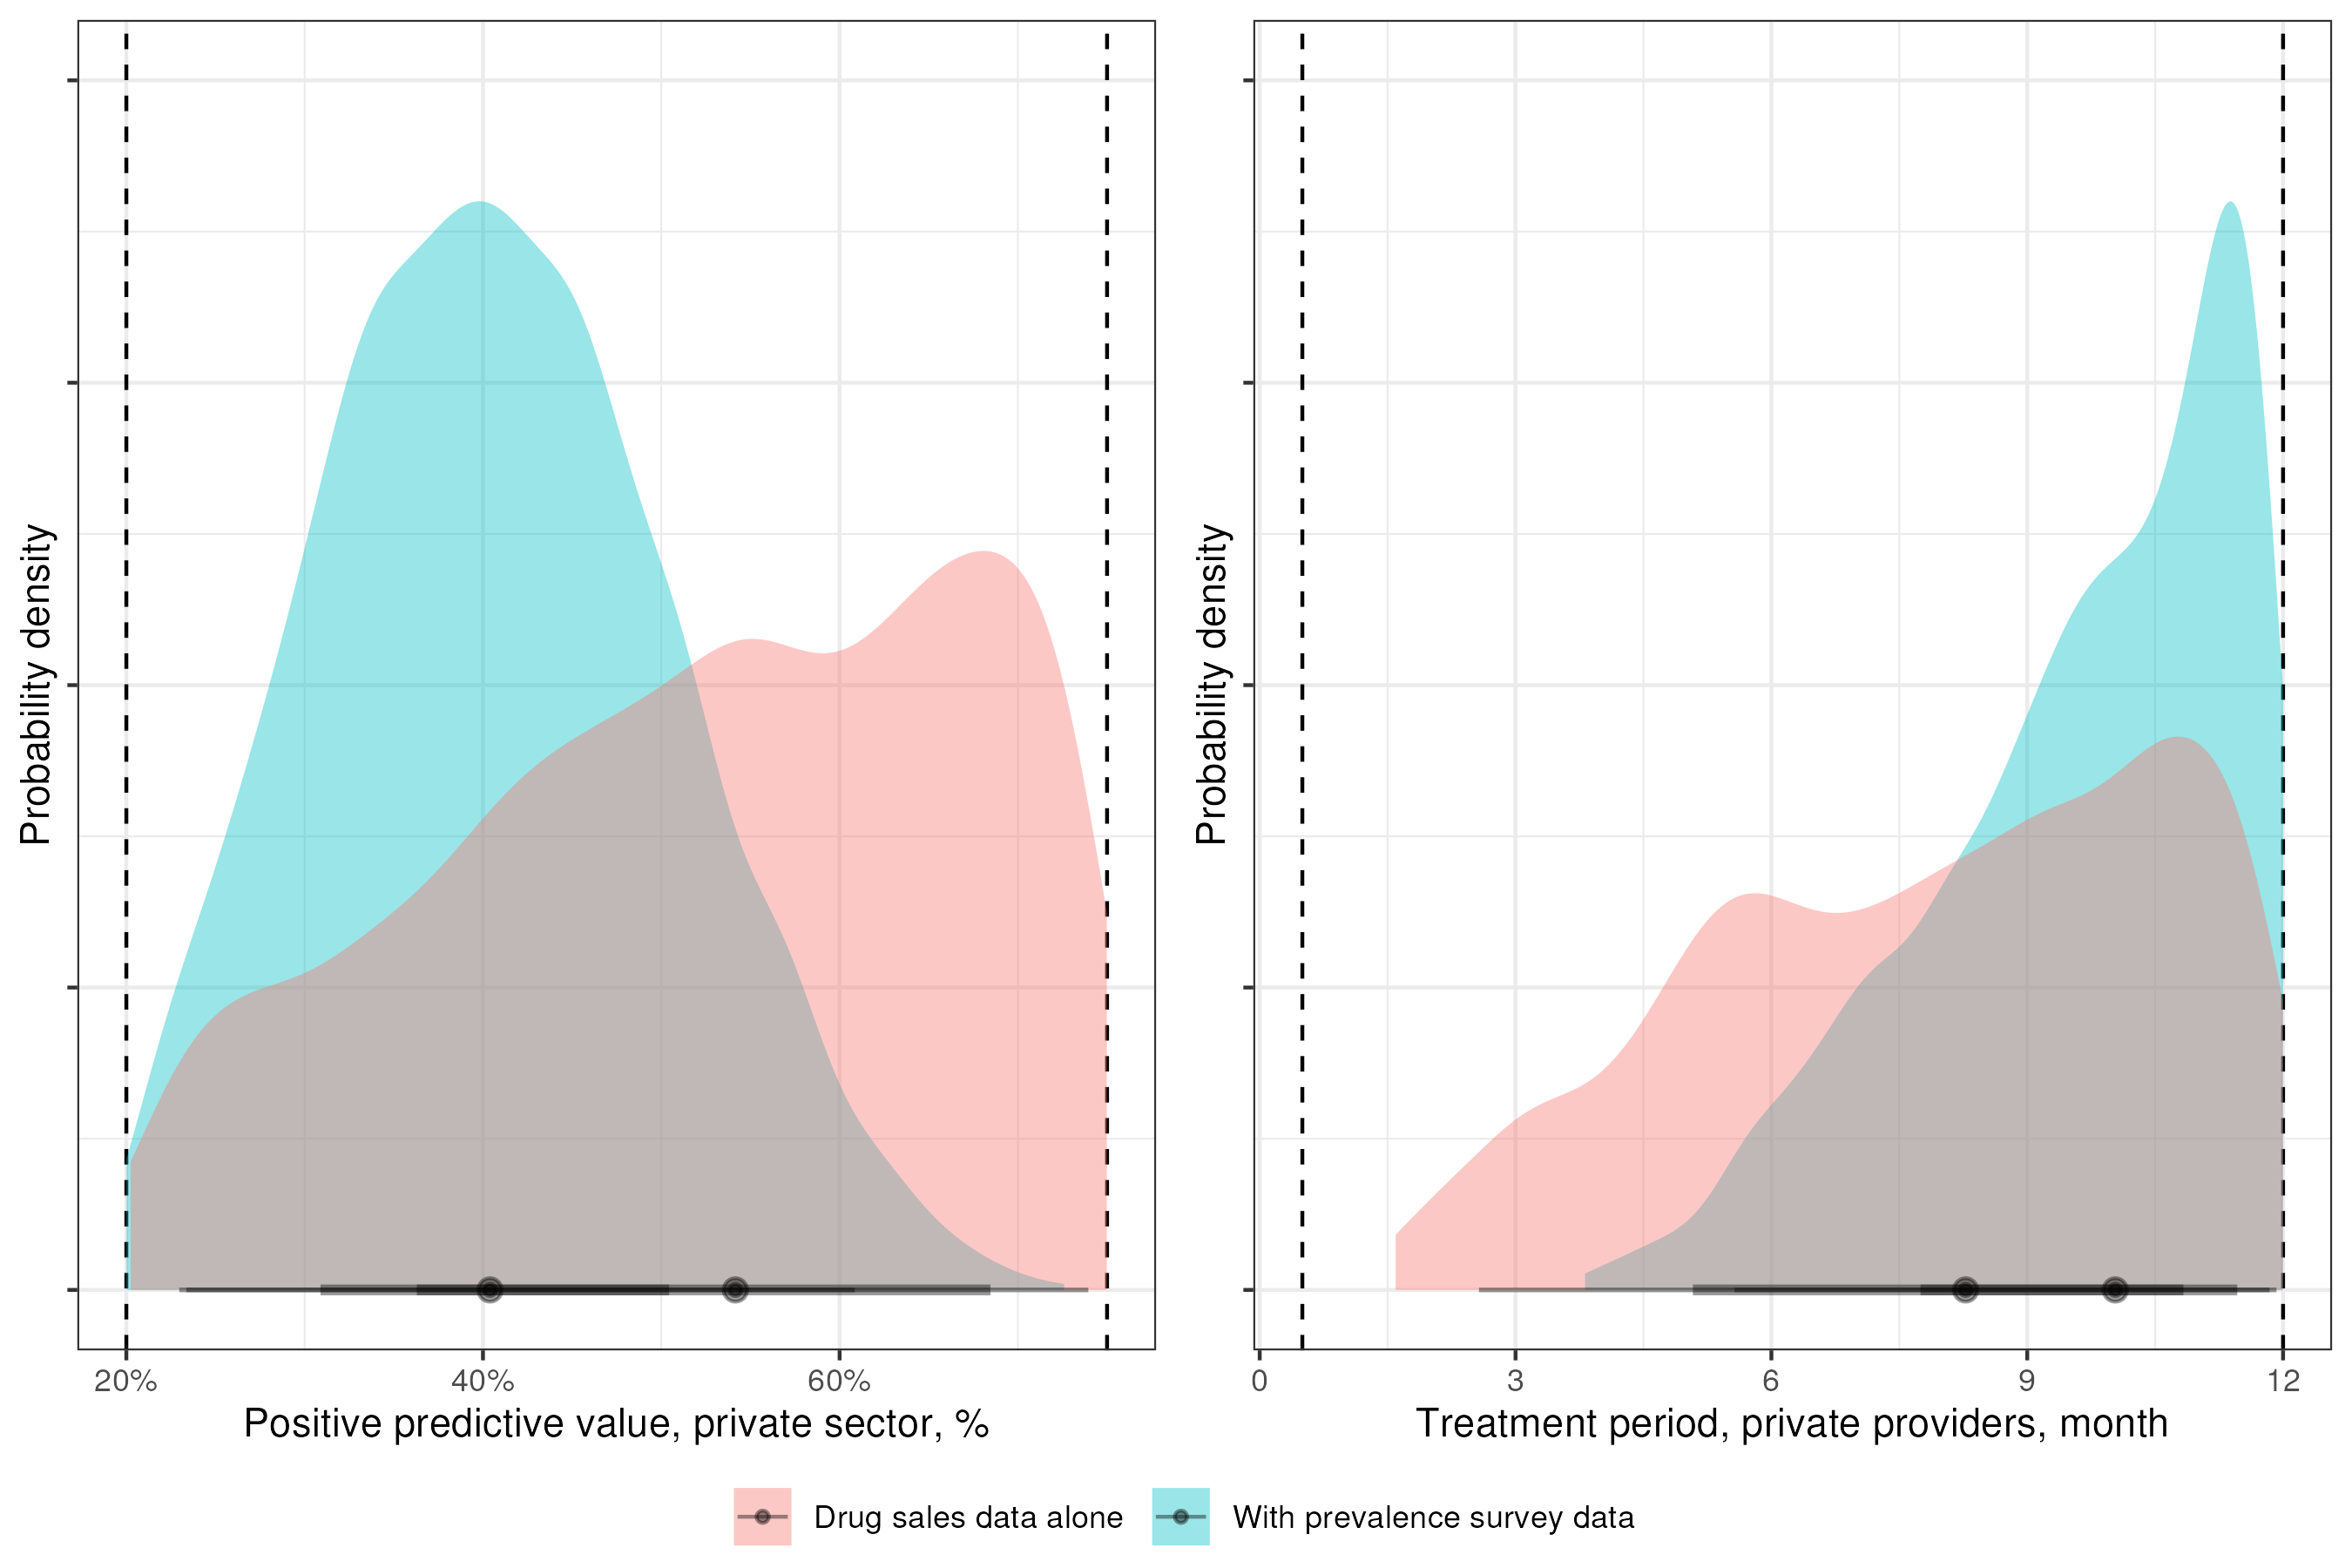 Probability density
20% 40% 60%
Positive predictive value, private sector, %
Probability density
0 3 6 9 12
Treatment period, private providers, month
Drug sales data alone
With prevalence survey data